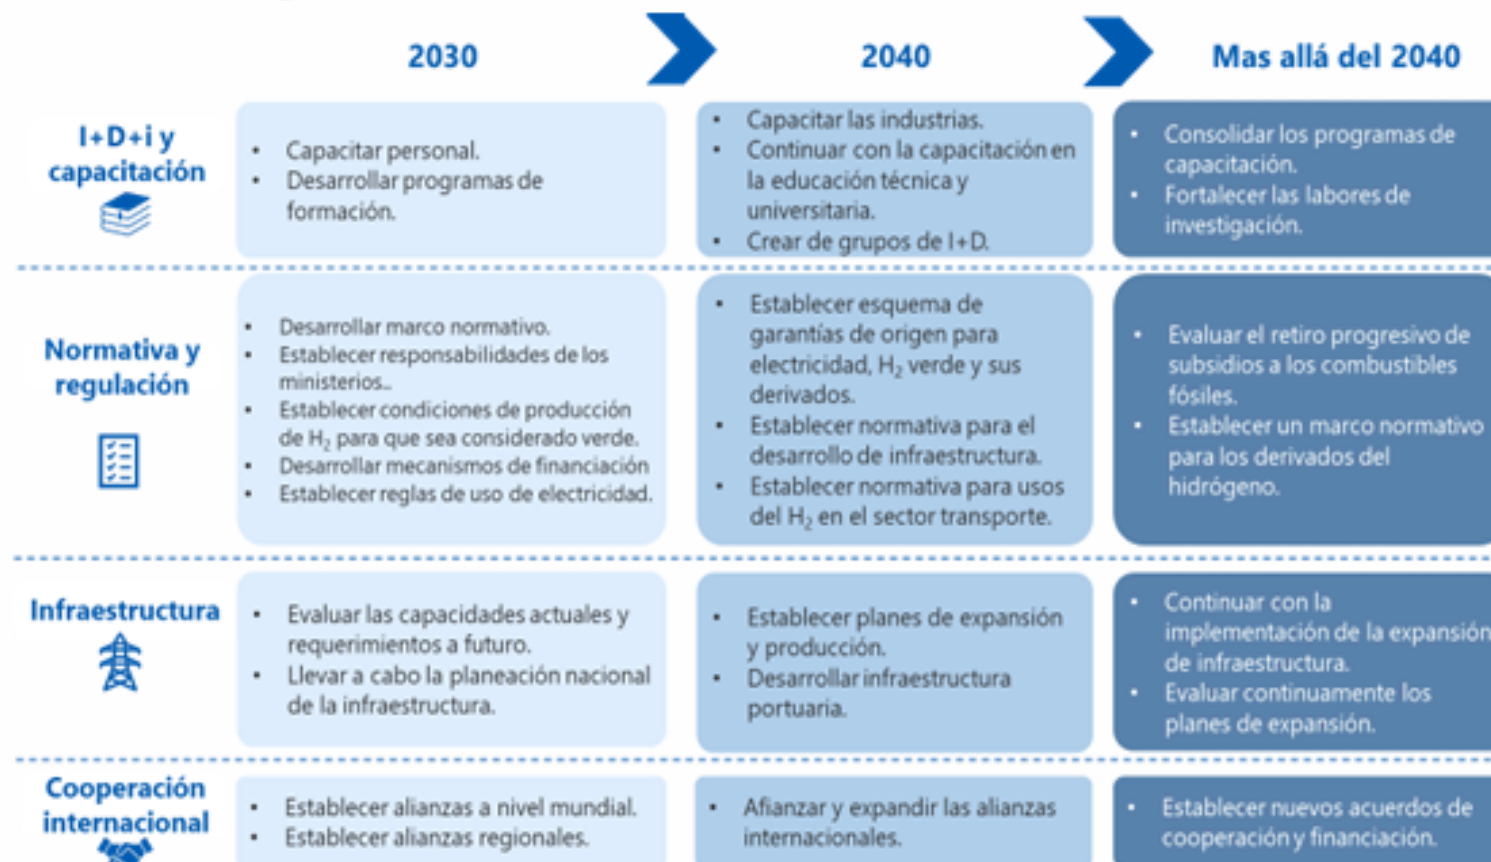 2030
2040
Mas allá del 2040
I+D+i y
capacitación
• Capacitar personal.
• Desarrollar programas de
formación.
• Capacitar las industrias.
• Continuar con la capacitación en
la educación técnica y
universitaria.
• Crear de grupos de I+D.
• Consolidar los programas de
capacitación.
• Fortalecer las labores de
investigación.
Normativa y
regulación
• Desarrollar marco normativo.
• Establecer responsabilidades de los
ministerios..
• Establecer condiciones de producción
de H₂ para que sea considerado verde.
• Desarrollar mecanismos de financiación
• Establecer reglas de uso de electricidad.
• Establecer esquema de
garantías de origen para
electricidad, H₂ verde y sus
derivados.
• Establecer normativa para el
desarrollo de infraestructura.
• Establecer normativa para usos
del H₂ en el sector transporte.
• Evaluar el retiro progresivo de
subsidios a los combustibles
fósiles.
• Establecer un marco normativo
para los derivados del
hidrógeno.
Infraestructura
• Evaluar las capacidades actuales y
requerimientos a futuro.
• Llevar a cabo la planeación nacional
de la infraestructura.
• Establecer planes de expansión
y producción.
• Desarrollar infraestructura
portuaria.
• Continuar con la
implementación de la expansión
de infraestructura.
• Evaluar continuamente los
planes de expansión.
Cooperación
internacional
• Establecer alianzas a nivel mundial.
• Establecer alianzas regionales.
• Afianzar y expandir las alianzas
internacionales.
• Establecer nuevos acuerdos de
cooperación y financiación.